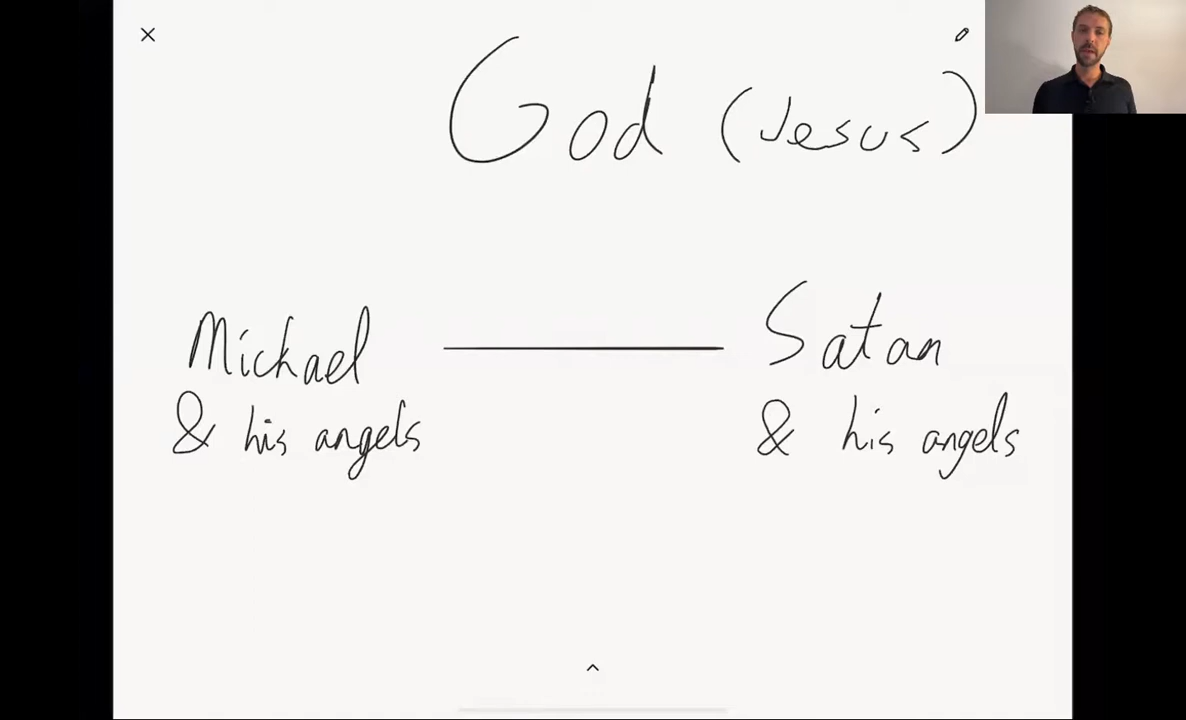 God (Jesus)
Michael — Satan
& his angels & his angels